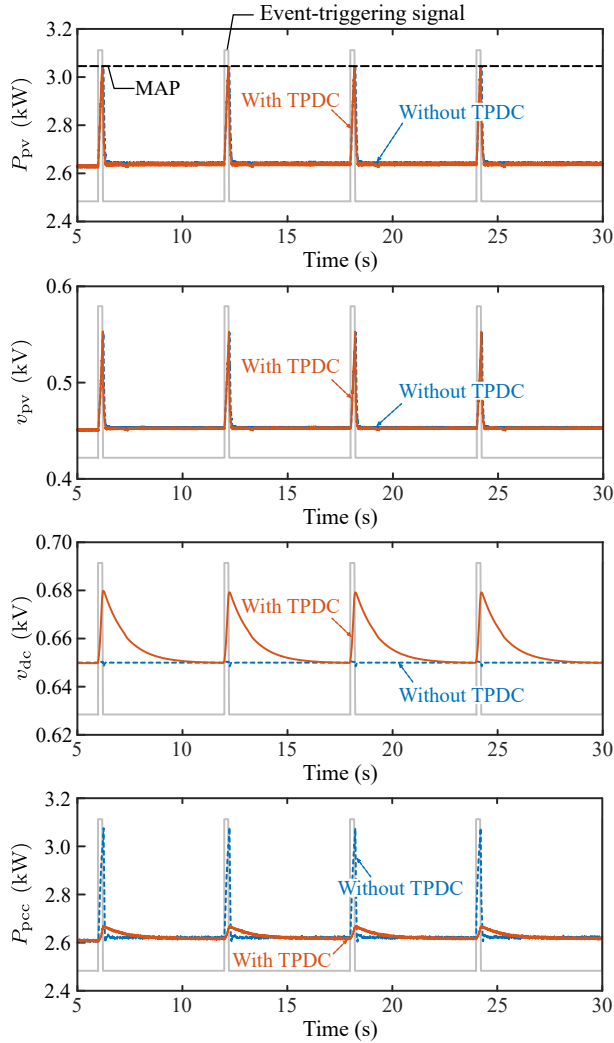 Event-triggering signal
3.2
3.0
2.8
2.6
2.4
P_pv (kW)
MAP
With TPDC
Without TPDC
5 10 15 20 25 30
Time (s)
0.6
0.5
0.4
v_pv (kV)
With TPDC
Without TPDC
5 10 15 20 25 30
Time (s)
0.70
0.68
0.66
0.64
0.62
v_dc (kV)
With TPDC
Without TPDC
5 10 15 20 25 30
Time (s)
3.2
3.0
2.8
2.6
2.4
P_pcc (kW)
Without TPDC
With TPDC
5 10 15 20 25 30
Time (s)